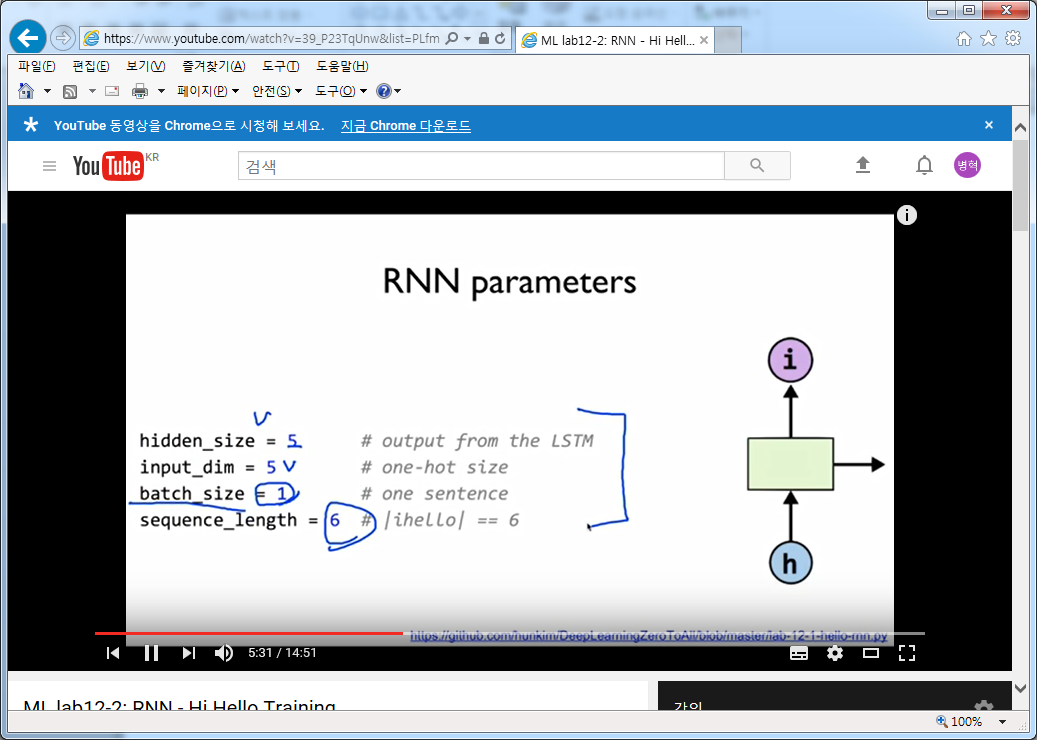 https://www.youtube.com/watch?v=39_P23TqUnw&list=PLfm
ML lab12-2: RNN - Hi Hell...
파일(F) 편집(E) 보기(V) 즐겨찾기(A) 도구(T) 도움말(H)
페이지(P) 안전(S) 도구(O)
YouTube 동영상을 Chrome으로 시청해 보세요. 지금 Chrome 다운로드
YouTube KR
검색
병혁
RNN parameters
i
hidden_size = 5 # output from the LSTM
input_dim = 5 # one-hot size
batch_size = 1 # one sentence
sequence_length = 6 # |ihello| == 6
h
https://github.com/hunkim/DeepLearningZeroToAll/blob/master/lab-12-1-hello-rnn.py
5:31 / 14:51
ML lab12-2: RNN - Hi Hello Training
강의
100%